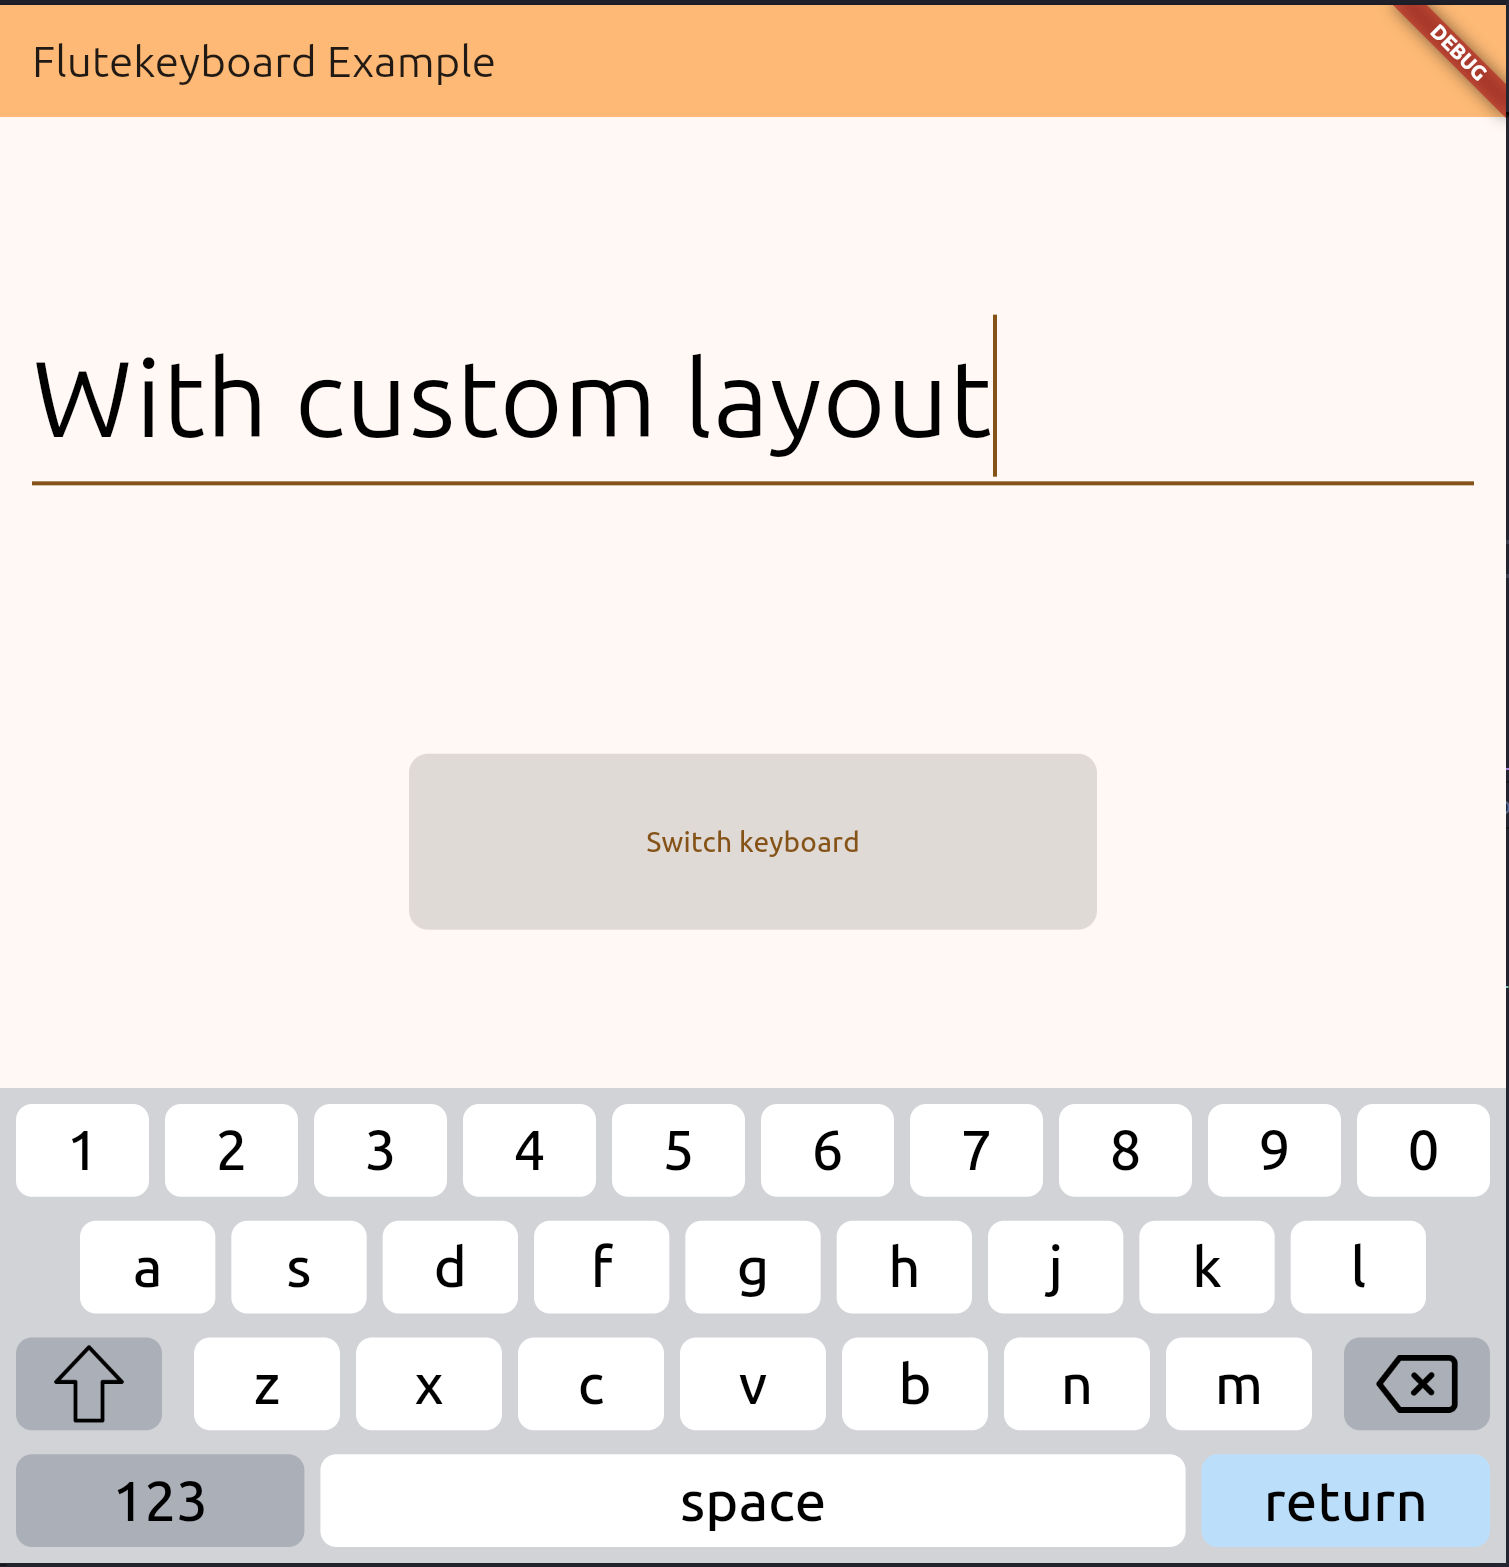 Flutekeyboard Example
DEBUG
With custom layout
Switch keyboard
1 2 3 4 5 6 7 8 9 0
a s d f g h j k l
z x c v b n m
123 space return